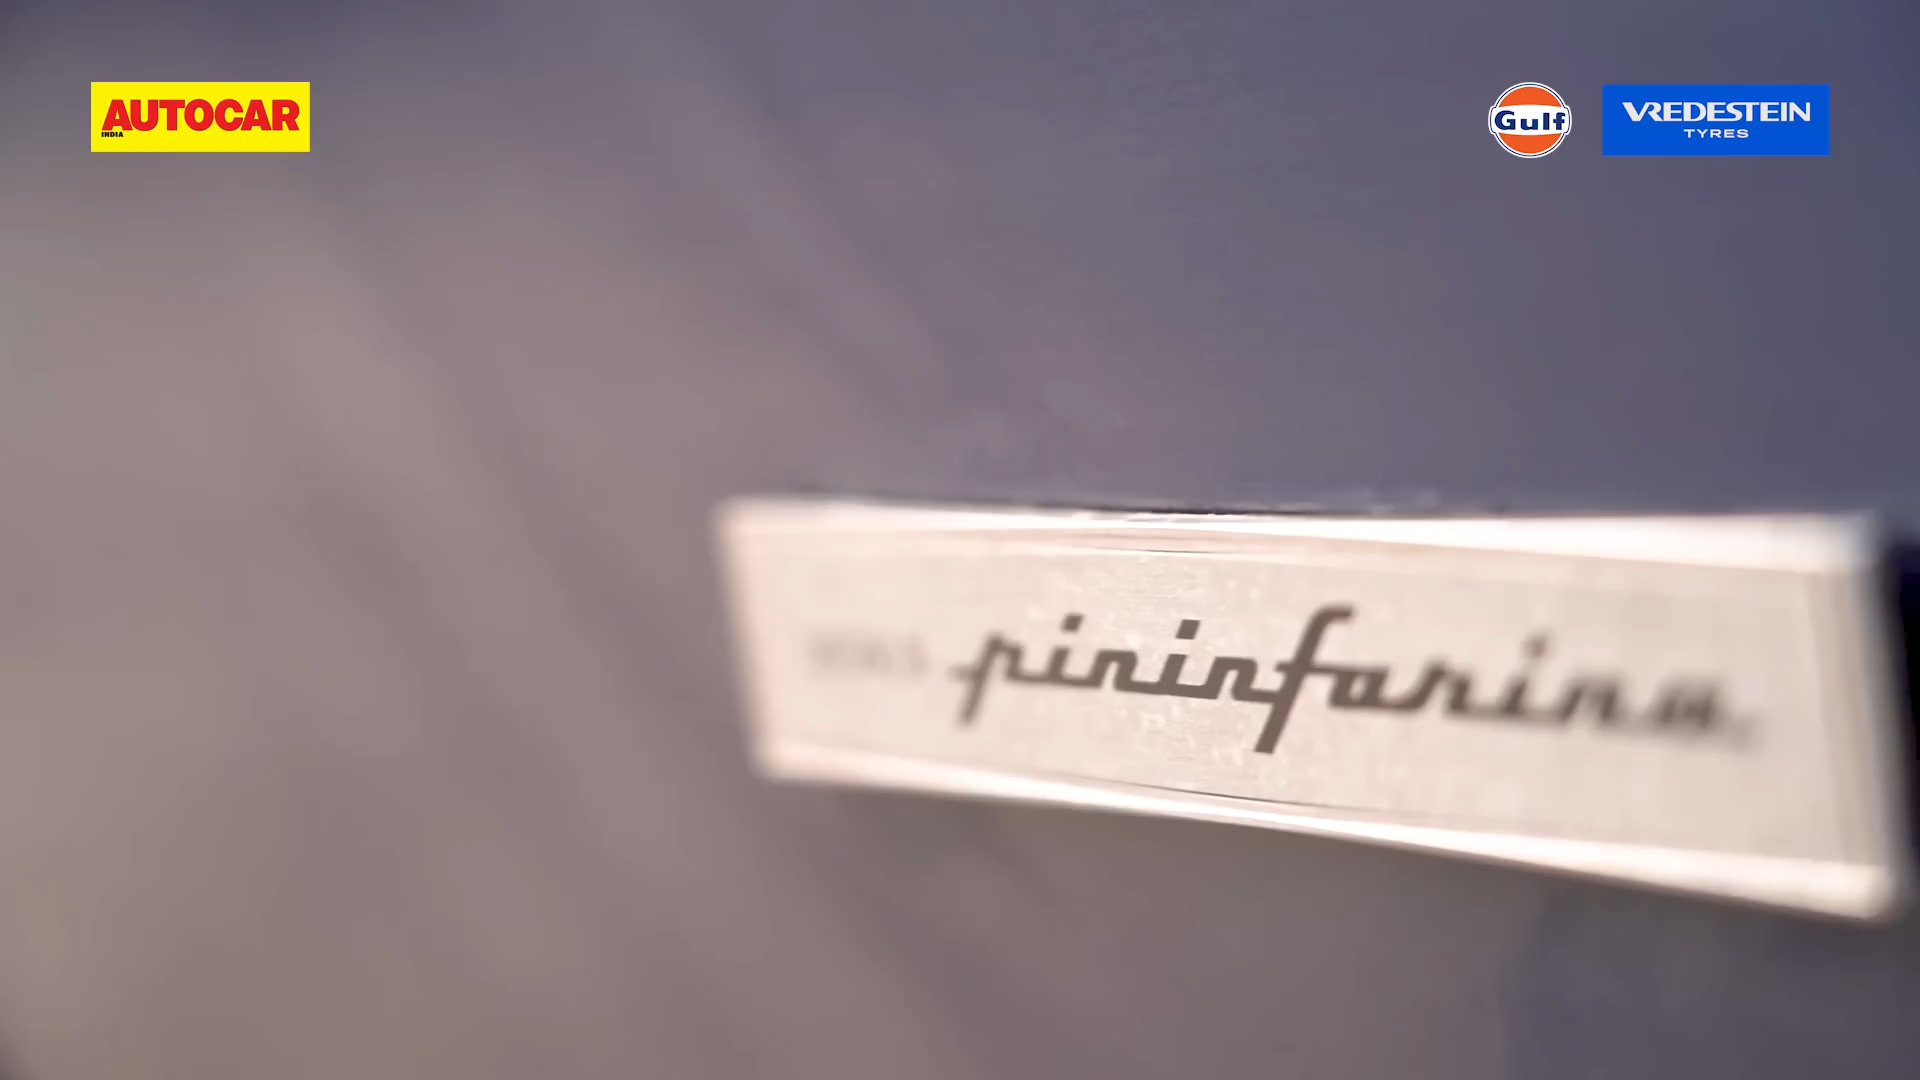 AUTOCAR
INDIA
Gulf
VREDESTEIN
TYRES
pininfarina